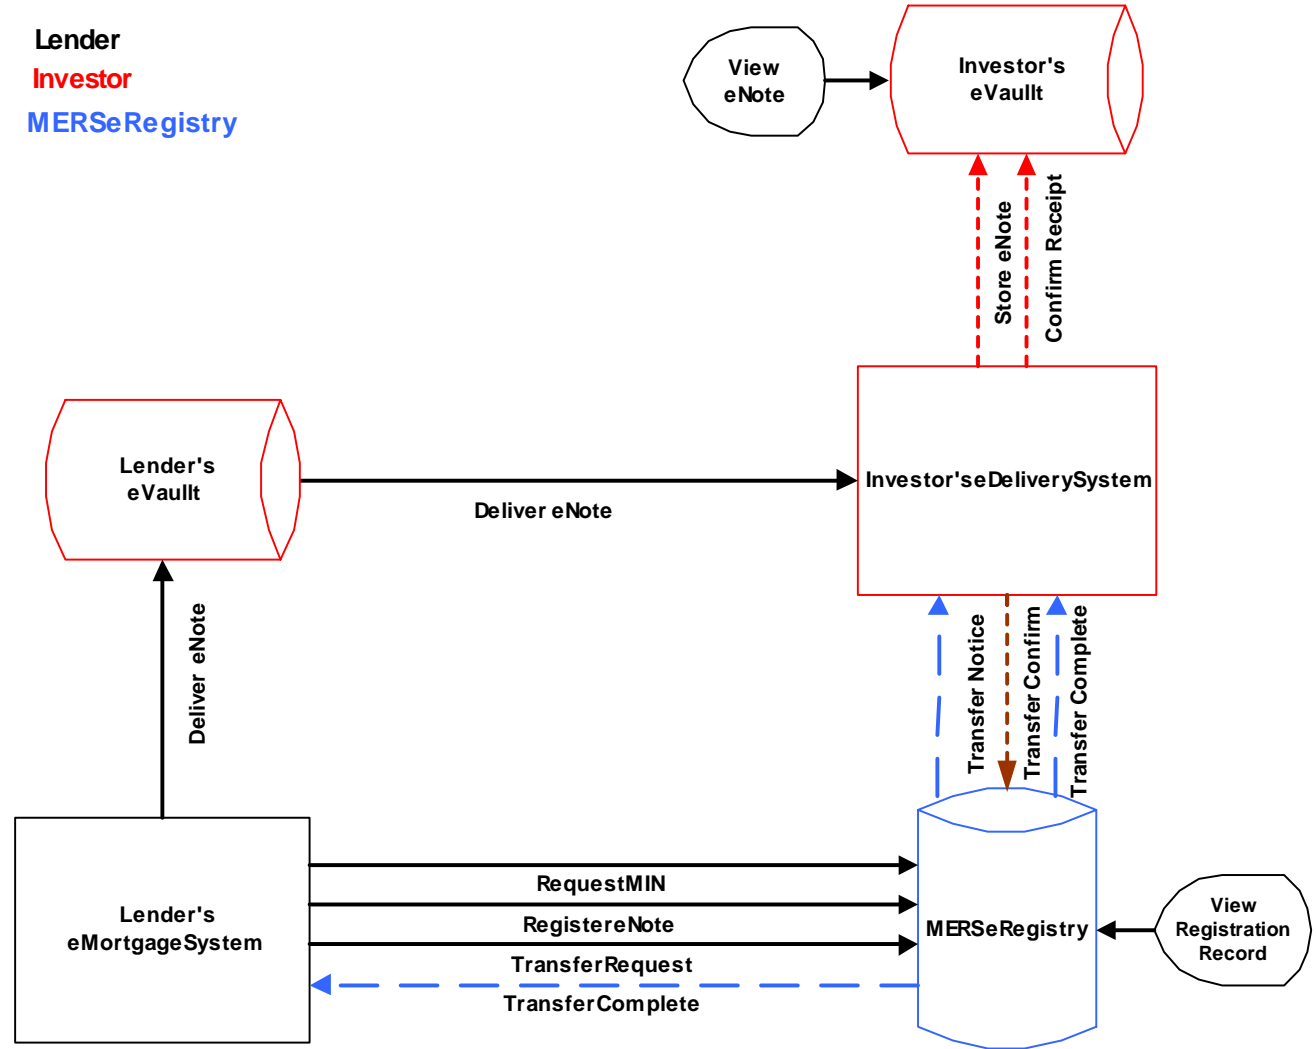 Lender
Investor
MERSeRegistry
View
eNote
Investor's
eVaullt
Store eNote
Confirm Receipt
Lender's
eVaullt
Deliver eNote
Investor'seDeliverySystem
Deliver eNote
Transfer Notice
Transfer Confirm
Transfer Complete
Lender's
eMortgageSystem
RequestMIN
RegistereNote
TransferRequest
TransferComplete
MERSeRegistry
View
Registration
Record